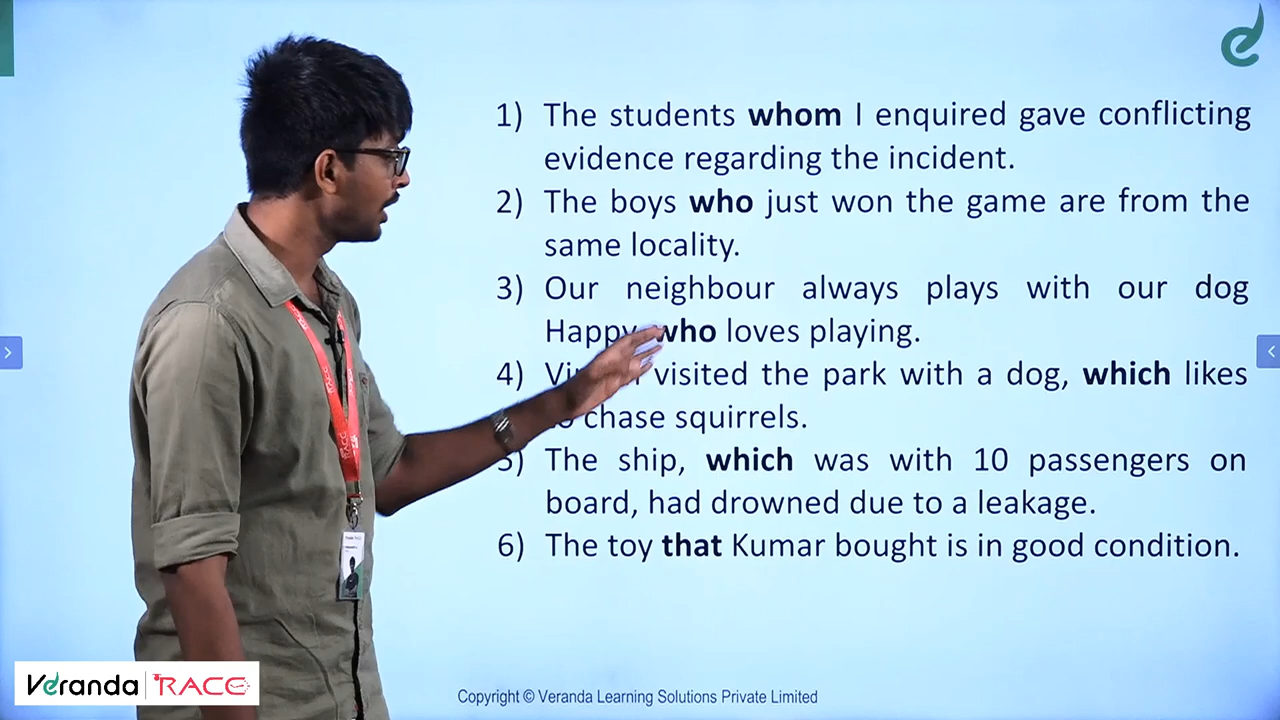 1) The students whom I enquired gave conflicting
evidence regarding the incident.
2) The boys who just won the game are from the
same locality.
3) Our neighbour always plays with our dog
Happy who loves playing.
4) visited the park with a dog, which likes
chase squirrels.
5) The ship, which was with 10 passengers on
board, had drowned due to a leakage.
6) The toy that Kumar bought is in good condition.
RACE
Veranda RACE
Copyright © Veranda Learning Solutions Private Limited